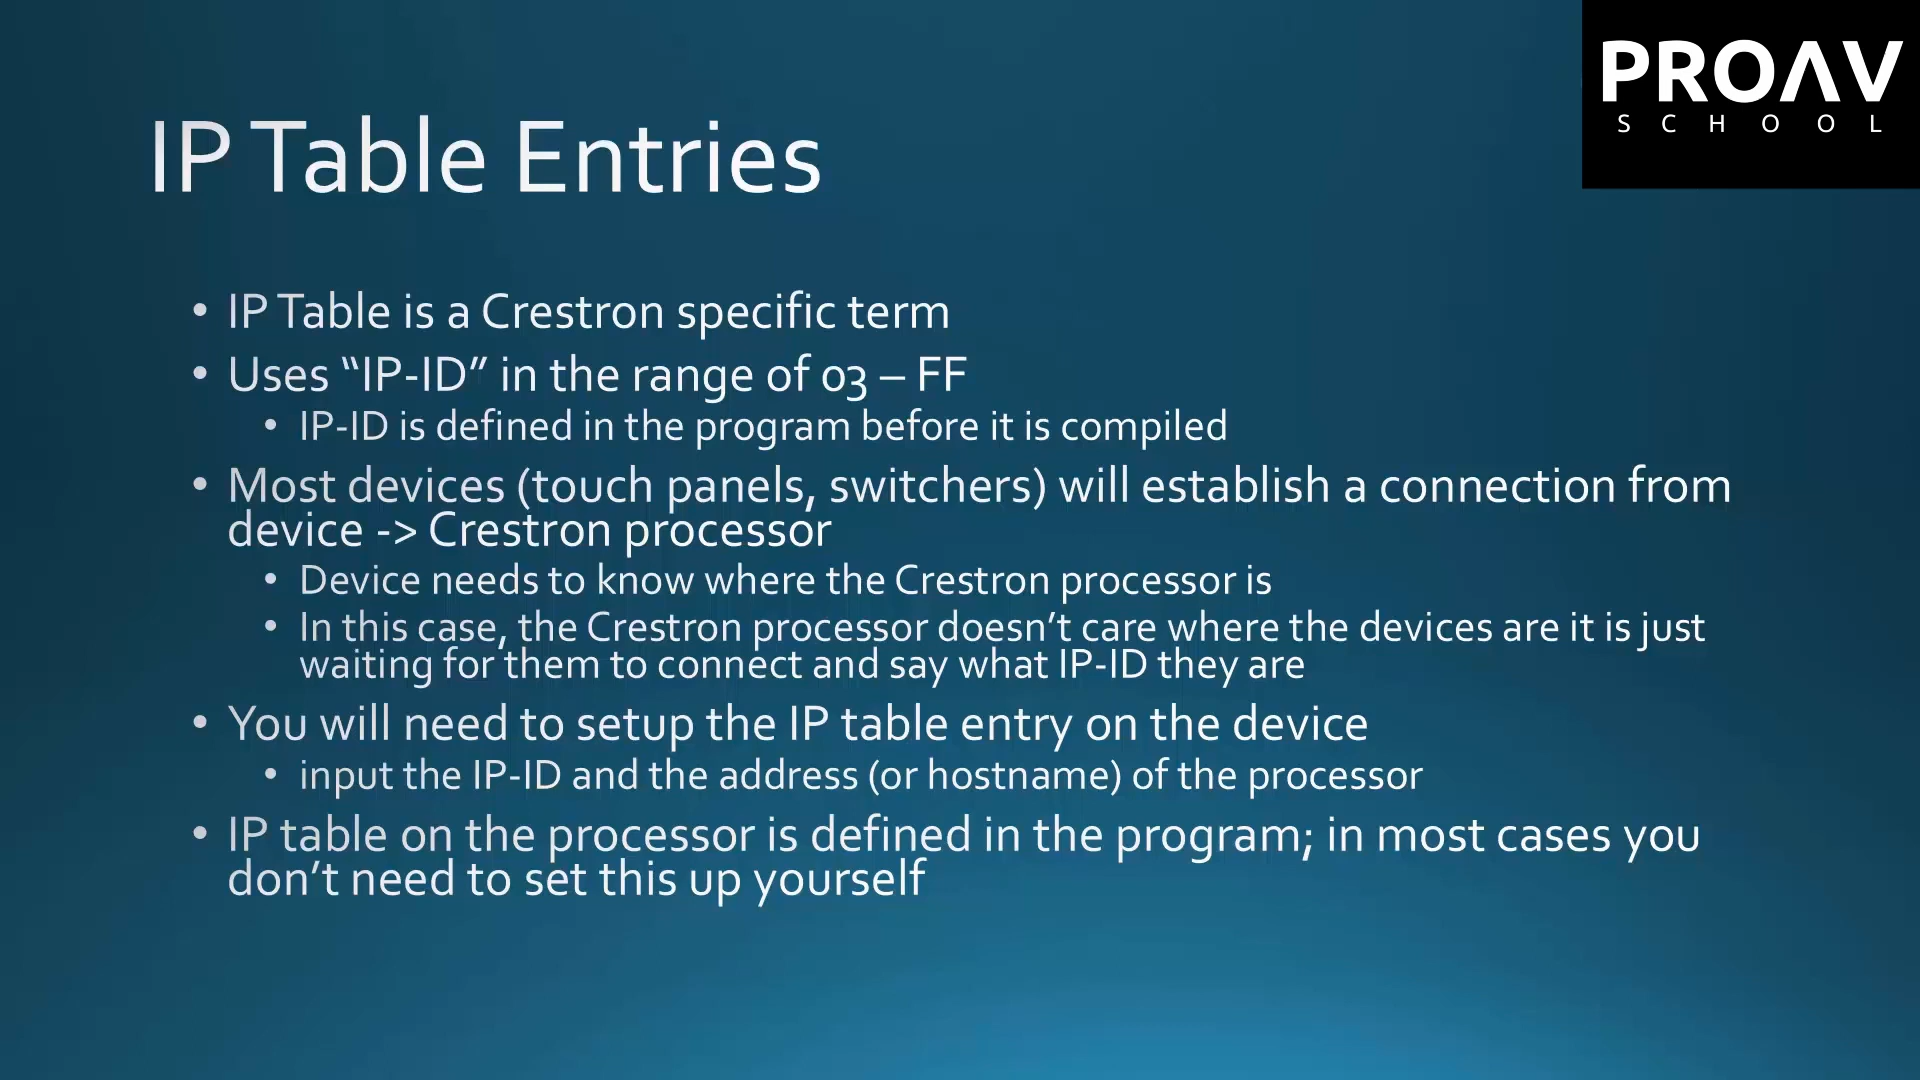 PROAV
SCHOOL
IP Table Entries
• IP Table is a Crestron specific term
• Uses “IP-ID” in the range of 03 – FF
• IP-ID is defined in the program before it is compiled
• Most devices (touch panels, switchers) will establish a connection from
device -> Crestron processor
• Device needs to know where the Crestron processor is
• In this case, the Crestron processor doesn’t care where the devices are it is just
waiting for them to connect and say what IP-ID they are
• You will need to setup the IP table entry on the device
• input the IP-ID and the address (or hostname) of the processor
• IP table on the processor is defined in the program; in most cases you
don’t need to set this up yourself